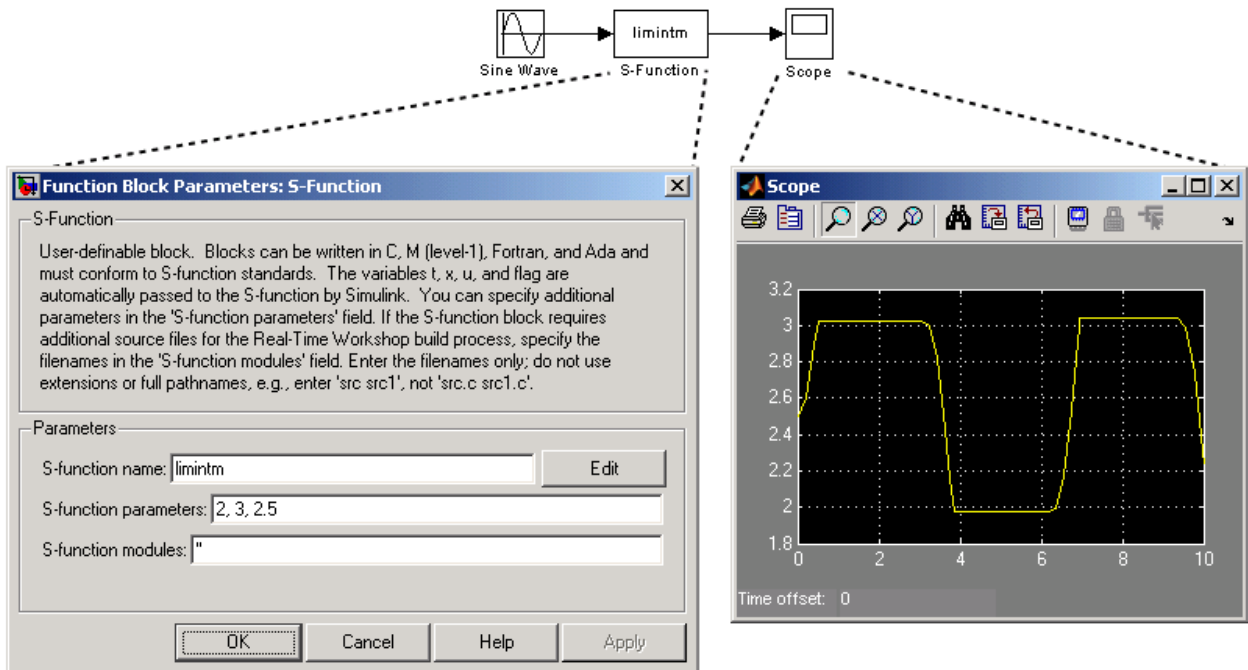 limintm
Sine Wave
S-Function
Scope
Function Block Parameters: S-Function
S-Function
User-definable block. Blocks can be written in C, M (level-1), Fortran, and Ada and
must conform to S-function standards. The variables t, x, u, and flag are
automatically passed to the S-function by Simulink. You can specify additional
parameters in the 'S-function parameters' field. If the S-function block requires
additional source files for the Real-Time Workshop build process, specify the
filenames in the 'S-function modules' field. Enter the filenames only; do not use
extensions or full pathnames, e.g., enter 'src src1', not 'src.c src1.c'.
Parameters
S-function name: limintm
Edit
S-function parameters: 2, 3, 2.5
S-function modules: ''
OK
Cancel
Help
Apply
Scope
3.2
3
2.8
2.6
2.4
2.2
2
1.8
0 2 4 6 8 10
Time offset: 0